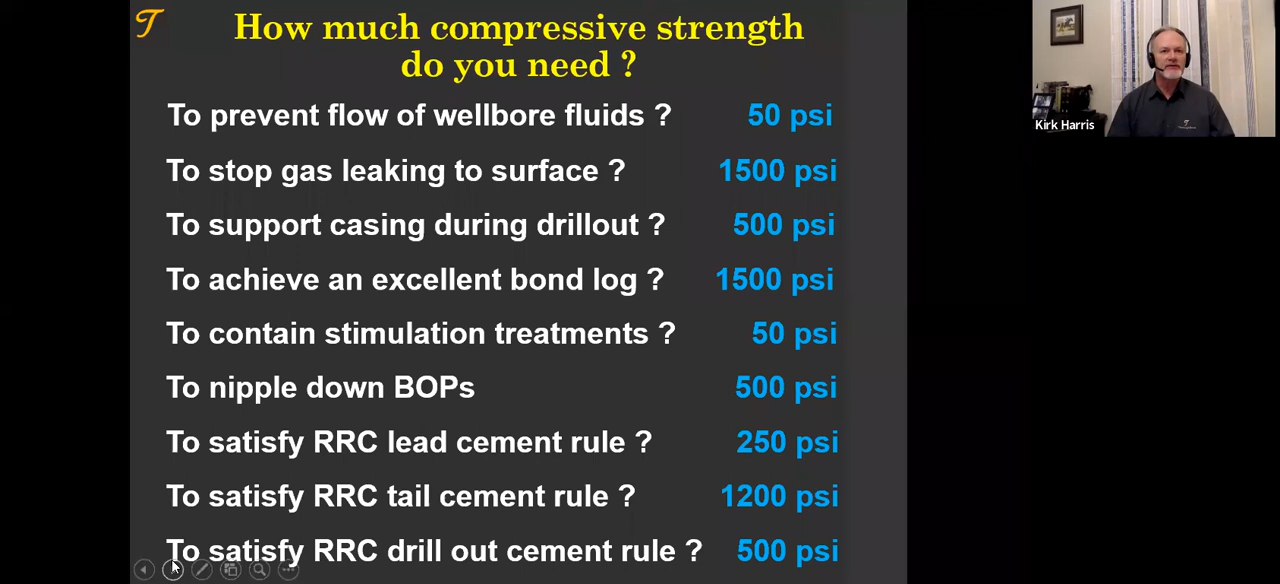 How much compressive strength
do you need ?
To prevent flow of wellbore fluids ? 50 psi
To stop gas leaking to surface ? 1500 psi
To support casing during drillout ? 500 psi
To achieve an excellent bond log ? 1500 psi
To contain stimulation treatments ? 50 psi
To nipple down BOPs 500 psi
To satisfy RRC lead cement rule ? 250 psi
To satisfy RRC tail cement rule ? 1200 psi
To satisfy RRC drill out cement rule ? 500 psi
Kirk Harris